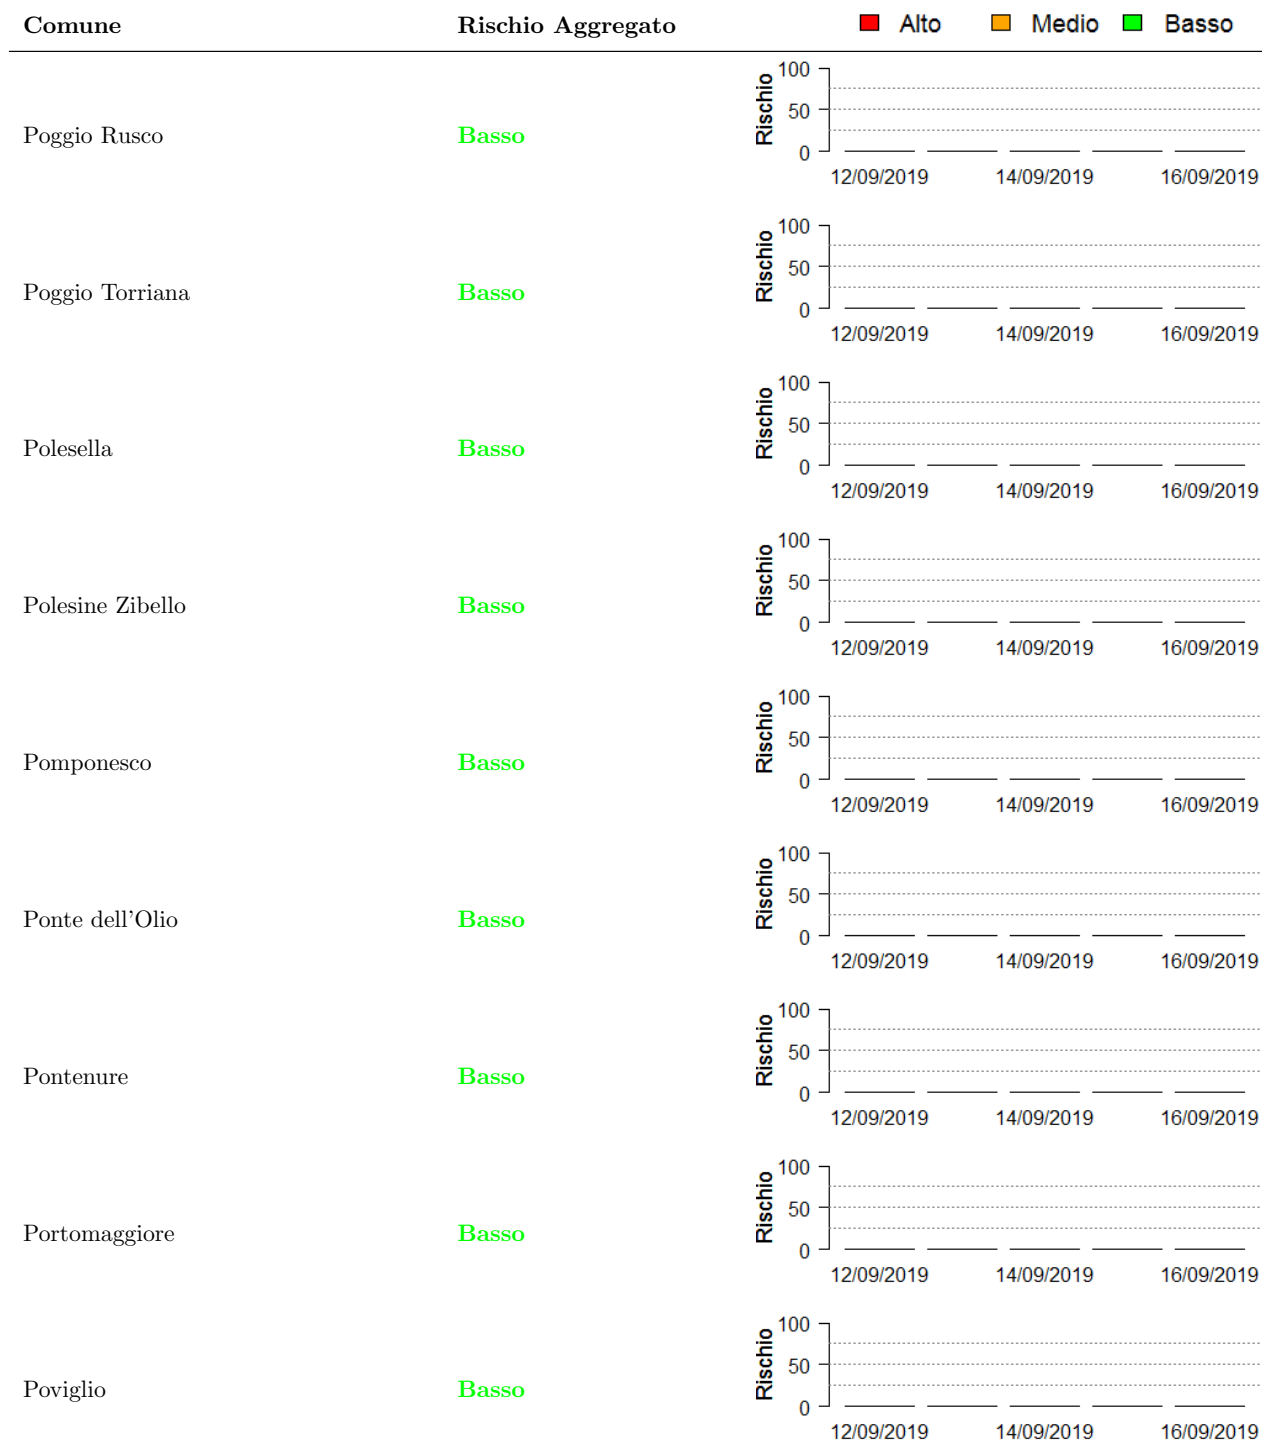 Comune Rischio Aggregato Alto Medio Basso
Poggio Rusco Basso Rischio 100 50 0
12/09/2019 14/09/2019 16/09/2019
Poggio Torriana Basso Rischio 100 50 0
12/09/2019 14/09/2019 16/09/2019
Polesella Basso Rischio 100 50 0
12/09/2019 14/09/2019 16/09/2019
Polesine Zibello Basso Rischio 100 50 0
12/09/2019 14/09/2019 16/09/2019
Pomponesco Basso Rischio 100 50 0
12/09/2019 14/09/2019 16/09/2019
Ponte dell'Olio Basso Rischio 100 50 0
12/09/2019 14/09/2019 16/09/2019
Pontenure Basso Rischio 100 50 0
12/09/2019 14/09/2019 16/09/2019
Portomaggiore Basso Rischio 100 50 0
12/09/2019 14/09/2019 16/09/2019
Poviglio Basso Rischio 100 50 0
12/09/2019 14/09/2019 16/09/2019